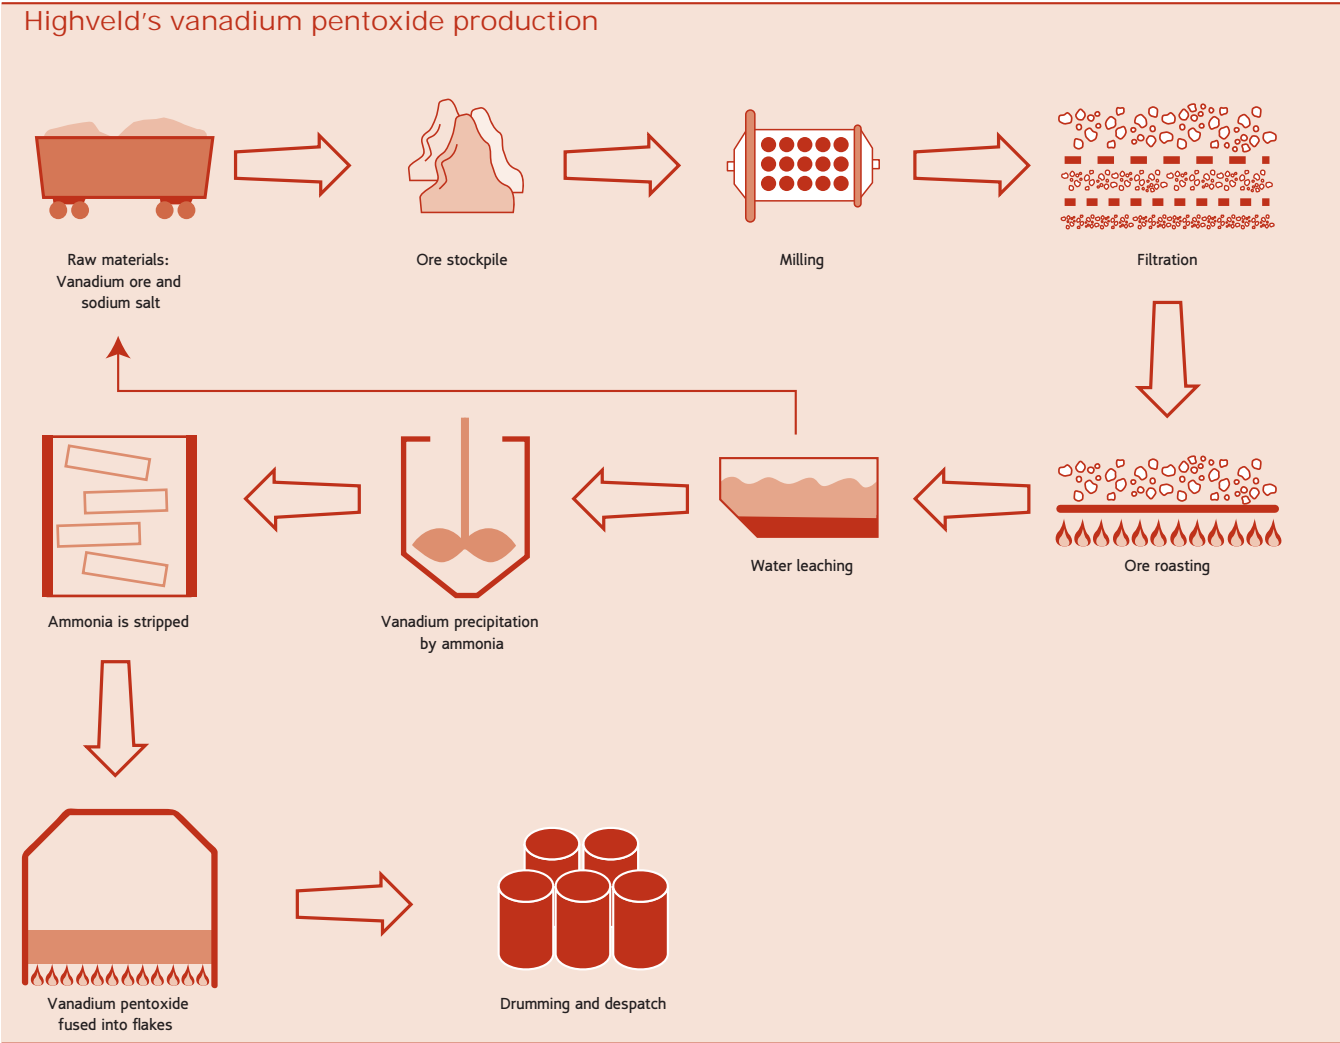 Highveld's vanadium pentoxide production
Raw materials:
Vanadium ore and
sodium salt
Ore stockpile
Milling
Filtration
Ore roasting
Water leaching
Vanadium precipitation
by ammonia
Ammonia is stripped
Vanadium pentoxide
fused into flakes
Drumming and despatch